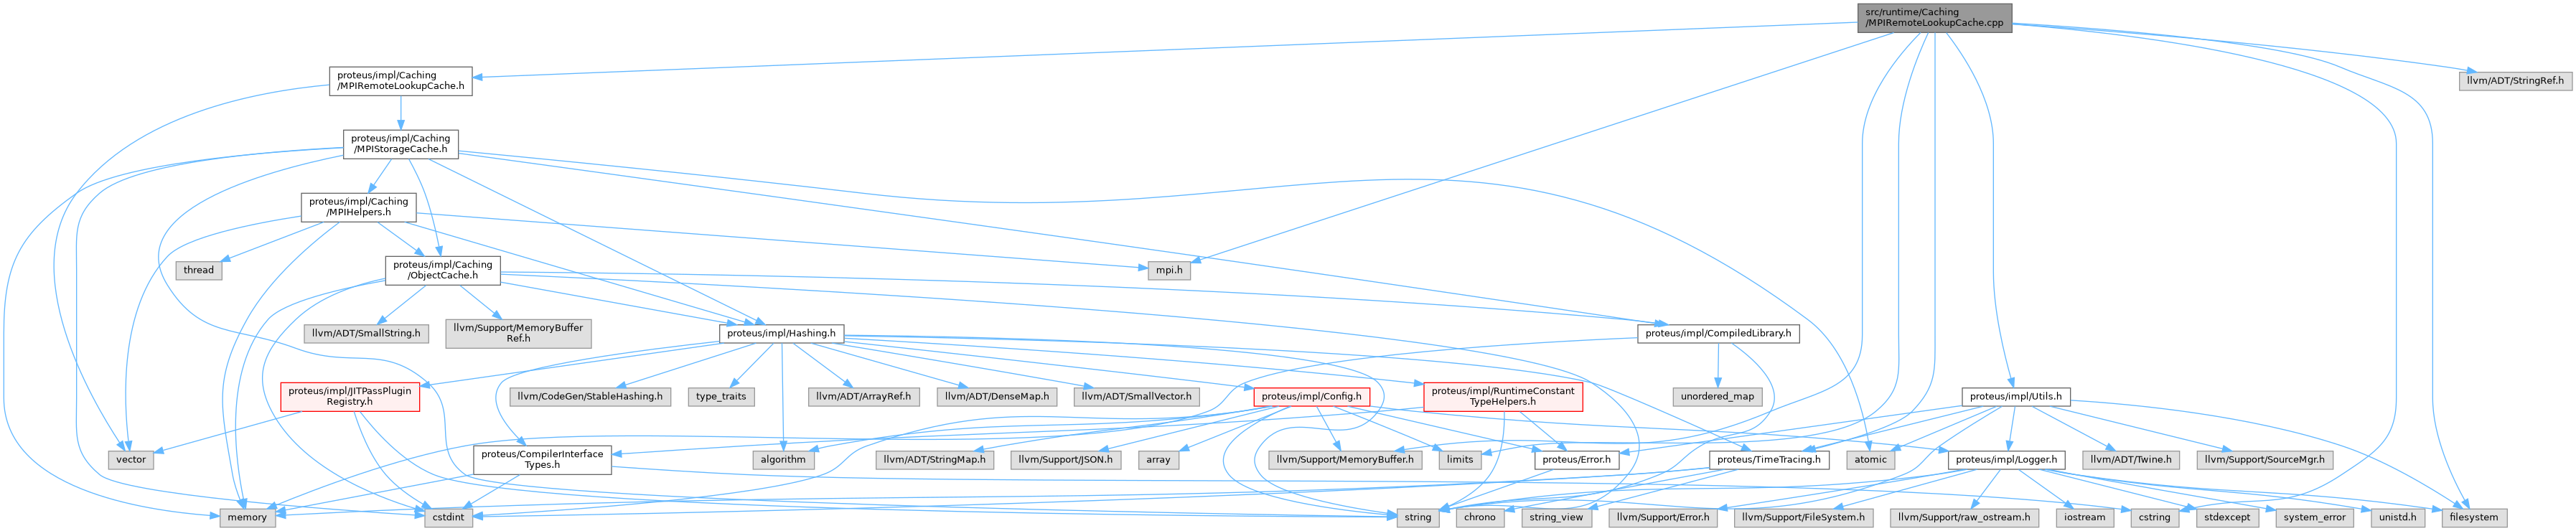 src/runtime/Caching
/MPIRemoteLookupCache.cpp
proteus/impl/Caching
/MPIRemoteLookupCache.h
llvm/ADT/StringRef.h
proteus/impl/Caching
/MPIStorageCache.h
proteus/impl/Caching
/MPIHelpers.h
thread
proteus/impl/Caching
/ObjectCache.h
mpi.h
llvm/ADT/SmallString.h
llvm/Support/MemoryBuffer
Ref.h
proteus/impl/Hashing.h
proteus/impl/CompiledLibrary.h
proteus/impl/JITPassPlugin
Registry.h
llvm/CodeGen/StableHashing.h
type_traits
llvm/ADT/ArrayRef.h
llvm/ADT/DenseMap.h
llvm/ADT/SmallVector.h
proteus/impl/Config.h
proteus/impl/RuntimeConstant
TypeHelpers.h
unordered_map
proteus/impl/Utils.h
vector
proteus/CompilerInterface
Types.h
algorithm
llvm/ADT/StringMap.h
llvm/Support/JSON.h
array
llvm/Support/MemoryBuffer.h
limits
proteus/Error.h
proteus/TimeTracing.h
atomic
proteus/impl/Logger.h
llvm/ADT/Twine.h
llvm/Support/SourceMgr.h
memory
cstdint
string
chrono
string_view
llvm/Support/Error.h
llvm/Support/FileSystem.h
llvm/Support/raw_ostream.h
iostream
cstring
stdexcept
system_error
unistd.h
filesystem